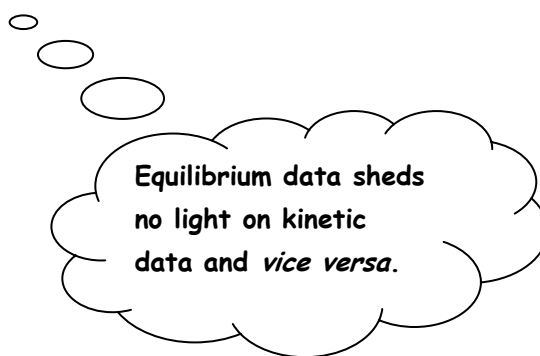 Equilibrium data sheds
no light on kinetic
data and vice versa.